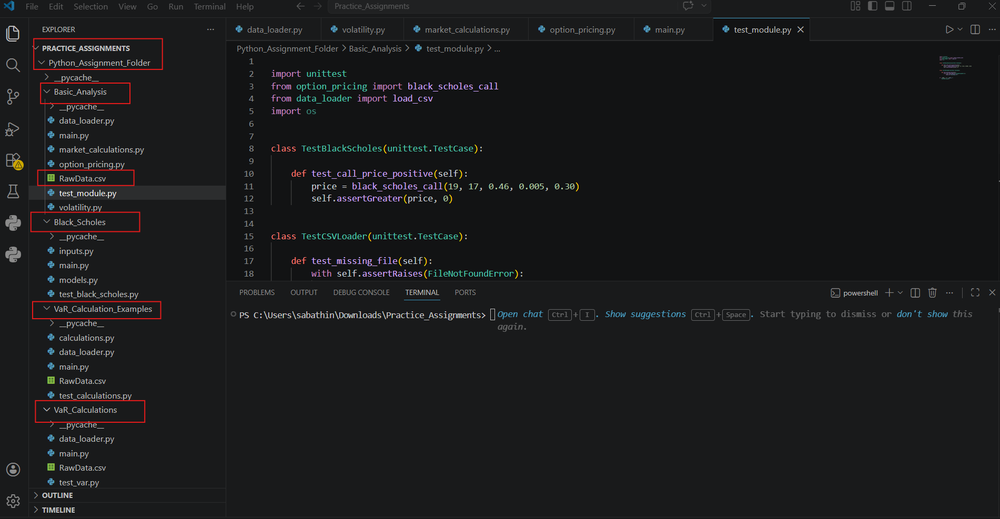 File Edit Selection View Go Run Terminal Help
Practice_Assignments
EXPLORER
PRACTICE_ASSIGNMENTS
Python_Assignment_Folder
__pycache__
Basic_Analysis
__pycache__
data_loader.py
main.py
market_calculations.py
option_pricing.py
RawData.csv
test_module.py
volatility.py
Black_Scholes
__pycache__
inputs.py
main.py
models.py
test_black_scholes.py
VaR_Calculation_Examples
__pycache__
calculations.py
data_loader.py
main.py
RawData.csv
test_calculations.py
VaR_Calculations
__pycache__
data_loader.py
main.py
RawData.csv
test_var.py
OUTLINE
TIMELINE
data_loader.py volatility.py market_calculations.py option_pricing.py main.py test_module.py
Python_Assignment_Folder > Basic_Analysis > test_module.py > ...
1
2 import unittest
3 from option_pricing import black_scholes_call
4 from data_loader import load_csv
5 import os
6
7
8 class TestBlackScholes(unittest.TestCase):
9
10 def test_call_price_positive(self):
11 price = black_scholes_call(19, 17, 0.46, 0.005, 0.30)
12 self.assertGreater(price, 0)
13
14
15 class TestCSVLoader(unittest.TestCase):
16
17 def test_missing_file(self):
18 with self.assertRaises(FileNotFoundError):
PROBLEMS OUTPUT DEBUG CONSOLE TERMINAL PORTS
powershell
PS C:\Users\sabathin\Downloads\Practice_Assignments> Open chat Ctrl + I . Show suggestions Ctrl + Space . Start typing to dismiss or don't show this
again.